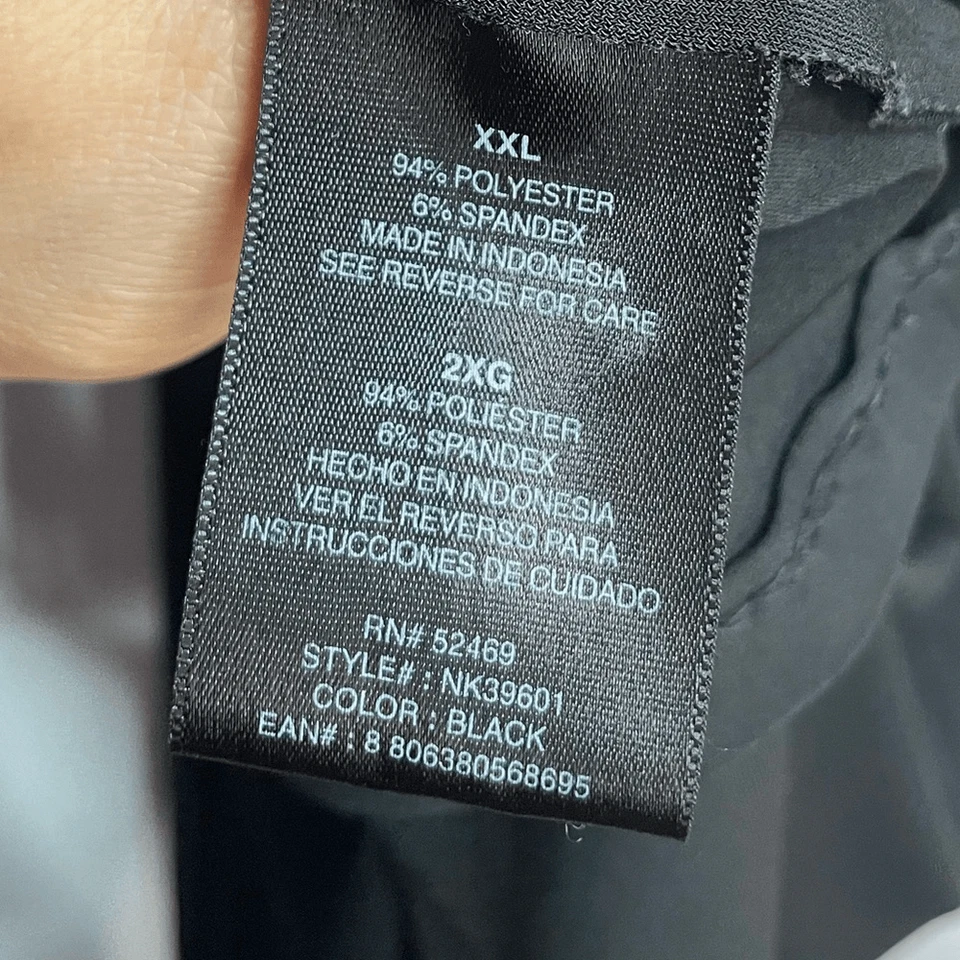 XXL
94% POLYESTER
6% SPANDEX
MADE IN INDONESIA
SEE REVERSE FOR CARE
2XG
94% POLIESTER
6% SPANDEX
HECHO EN INDONESIA
VER EL REVERSO PARA
INSTRUCCIONES DE CUIDADO
RN# 52469
STYLE# : NK39601
COLOR : BLACK
EAN# : 8 806380568695